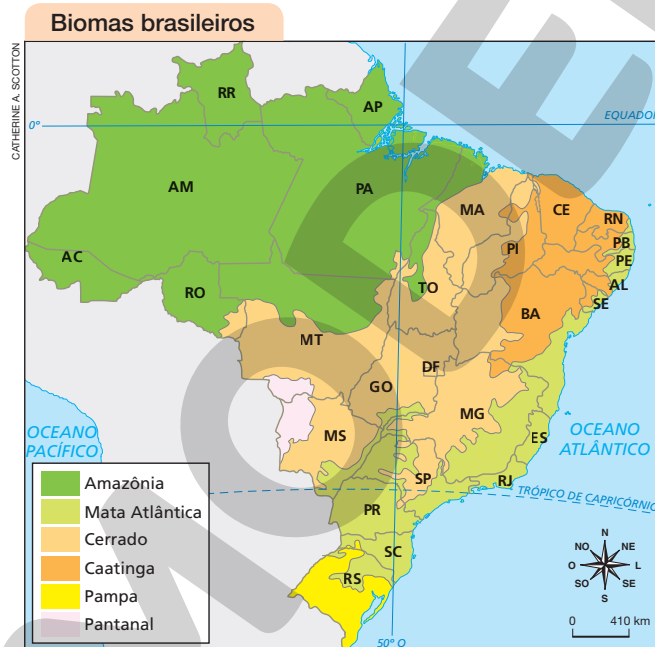 Biomas brasileiros
CATHERINE A. SCOTTON
RR
AP
0°
EQUADOR
AM
PA
MA
CE
RN
PB
PE
PI
AC
AL
SE
RO
TO
BA
MT
DF
GO
MG
MS
ES
OCEANO
PACÍFICO
OCEANO
ATLÂNTICO
SP
RJ
TRÓPICO DE CAPRICÓRNIO
PR
SC
RS
Amazônia
Mata Atlântica
Cerrado
Caatinga
Pampa
Pantanal
N
NO
NE
O
L
SO
SE
S
0
410 km
50° O